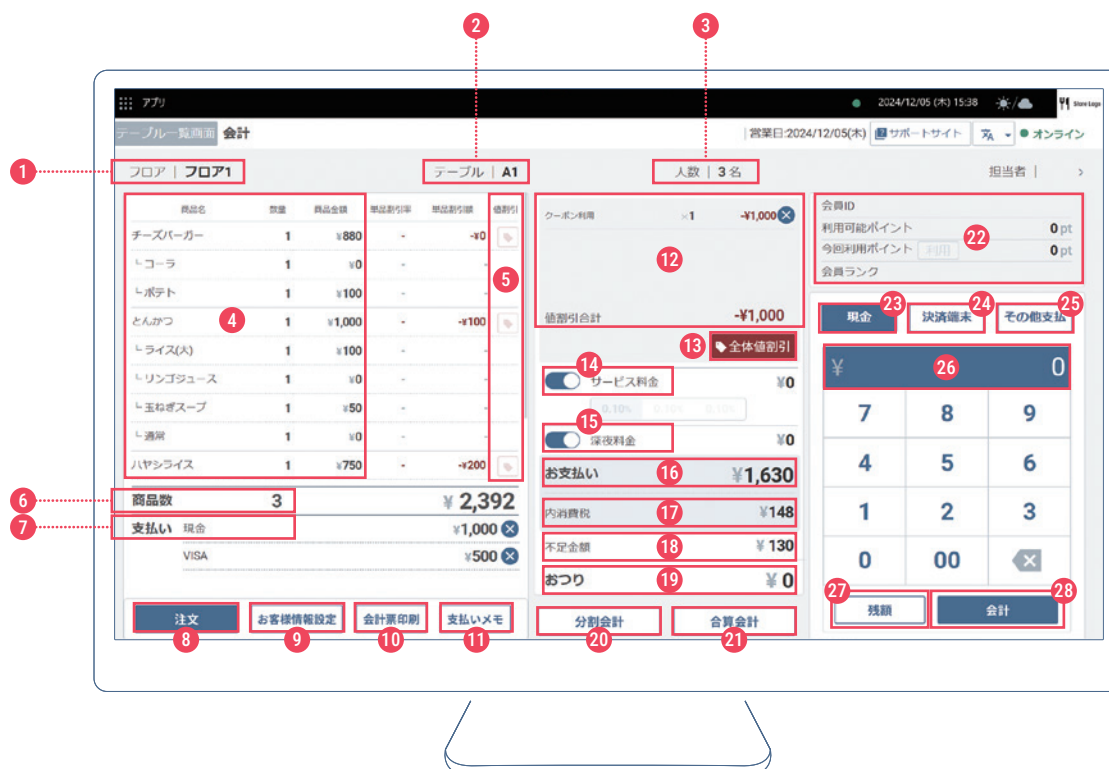 2
3
アプリ
2024/12/05 (木) 15:38
Store Logo
テーブル一覧画面 会計
営業日:2024/12/05(木)
サポートサイト
オンライン
1
フロア | フロア1
テーブル | A1
人数 | 3 名
担当者 |
商品名 数量 商品金額 単品割引率 単品割引額 値割引
チーズバーガー 1 ¥880 - -¥0
└コーラ 1 ¥0 - -
└ポテト 1 ¥100 - -
とんかつ 1 ¥1,000 - -¥100
└ライス(大) 1 ¥100 - -
└リンゴジュース 1 ¥0 - -
└玉ねぎスープ 1 ¥50 - -
└通常 1 ¥0 - -
ハヤシライス 1 ¥750 - -¥200
4
5
6
商品数 3 ¥ 2,392
7
支払い 現金 ¥1,000
VISA ¥500
注文
お客様情報設定
会計票印刷
支払いメモ
8
9
10
11
クーポン利用 ×1 -¥1,000
12
値割引合計 -¥1,000
13
全体値割引
14
サービス料金 ¥0
0.10% 0.10% 0.10%
15
深夜料金 ¥0
お支払い 16 ¥1,630
内消費税 17 ¥148
不足金額 18 ¥ 130
おつり 19 ¥ 0
分割会計
合算会計
20
21
会員ID
利用可能ポイント 0 pt
今回利用ポイント 利用 0 pt
会員ランク
22
23
24
25
現金
決済端末
その他支払
¥ 26 0
7 8 9
4 5 6
1 2 3
0 00
27
28
残額
会計